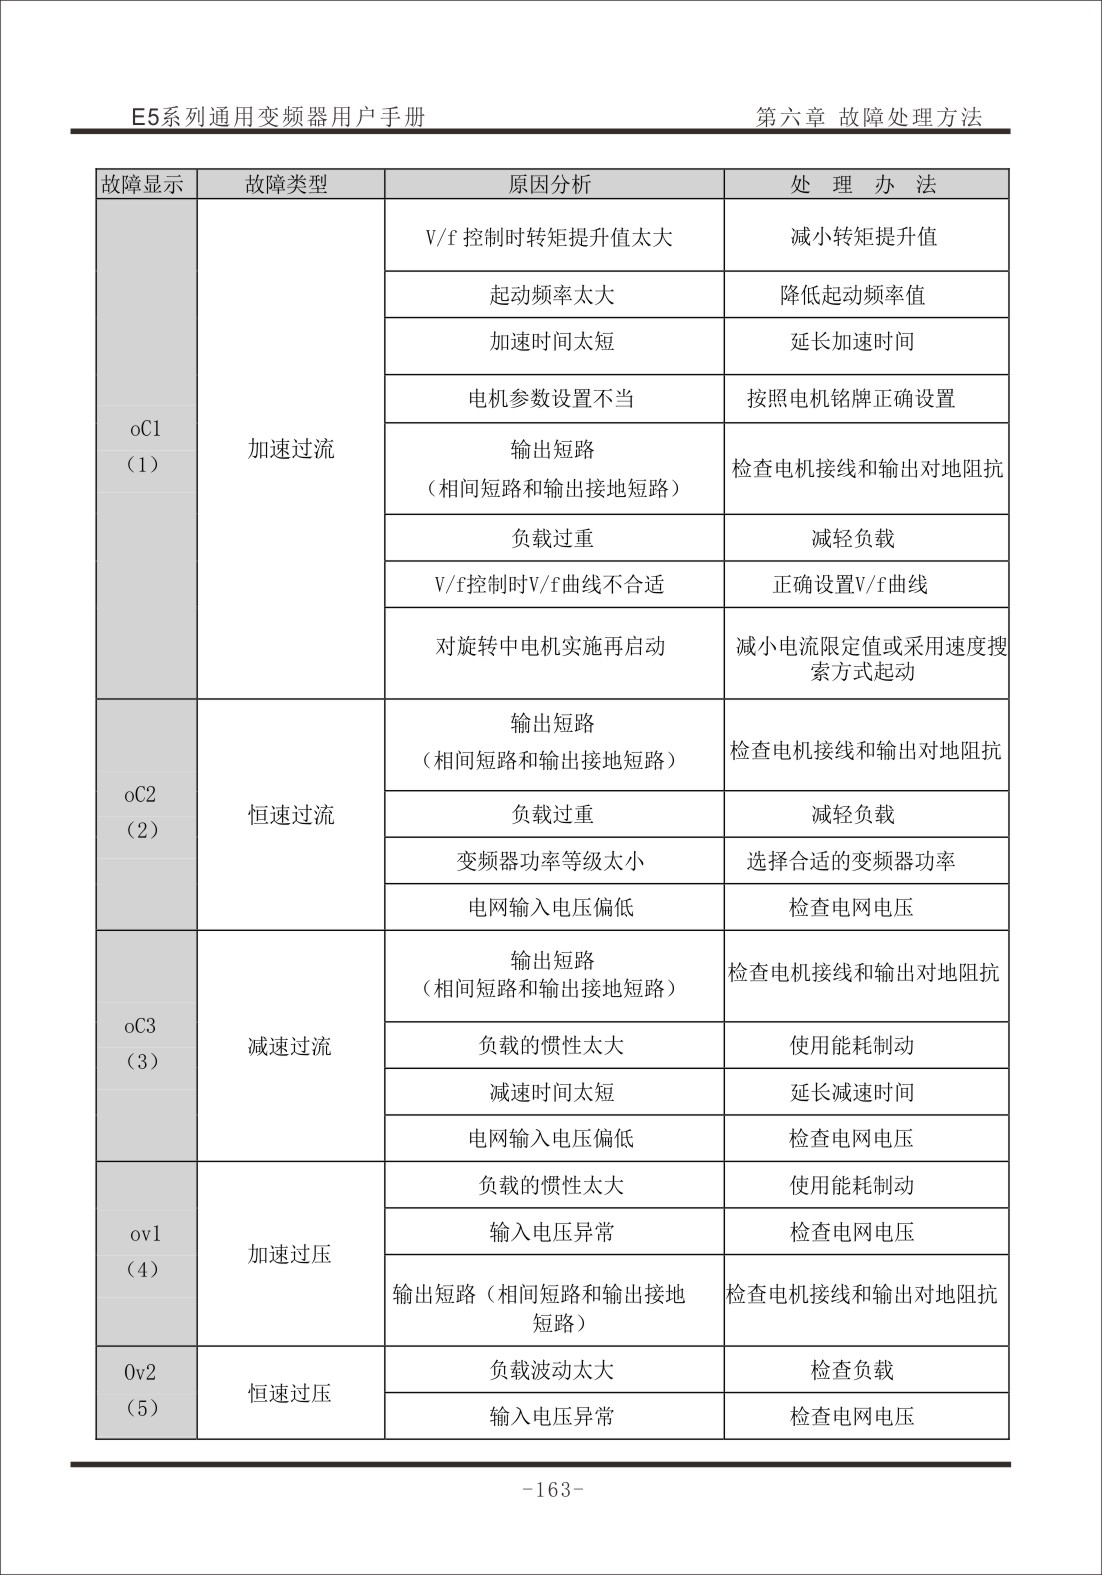 E5系列通用变频器用户手册
第六章 故障处理方法
故障显示 故障类型 原因分析 处 理 办 法
oC1
（1）
加速过流
V/f 控制时转矩提升值太大 减小转矩提升值
起动频率太大 降低起动频率值
加速时间太短 延长加速时间
电机参数设置不当 按照电机铭牌正确设置
输出短路
（相间短路和输出接地短路）
检查电机接线和输出对地阻抗
负载过重 减轻负载
V/f控制时V/f曲线不合适 正确设置V/f曲线
对旋转中电机实施再启动 减小电流限定值或采用速度搜
索方式起动
oC2
（2）
恒速过流
输出短路
（相间短路和输出接地短路）
检查电机接线和输出对地阻抗
负载过重 减轻负载
变频器功率等级太小 选择合适的变频器功率
电网输入电压偏低 检查电网电压
oC3
（3）
减速过流
输出短路
（相间短路和输出接地短路）
检查电机接线和输出对地阻抗
负载的惯性太大 使用能耗制动
减速时间太短 延长减速时间
电网输入电压偏低 检查电网电压
ov1
（4）
加速过压
负载的惯性太大 使用能耗制动
输入电压异常 检查电网电压
输出短路（相间短路和输出接地
短路）
检查电机接线和输出对地阻抗
Ov2
（5）
恒速过压
负载波动太大 检查负载
输入电压异常 检查电网电压
-163-